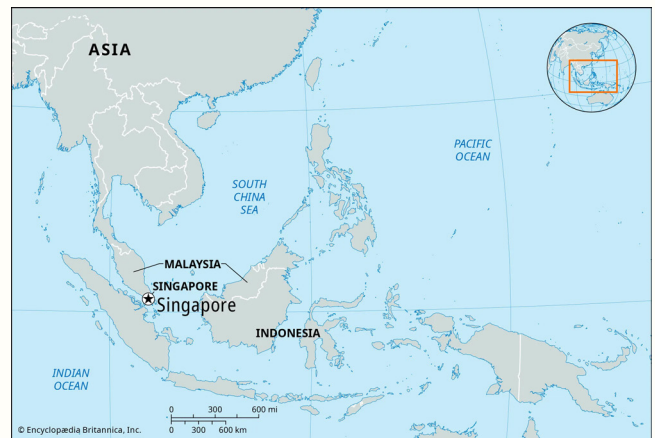 ASIA
PACIFIC
OCEAN
SOUTH
CHINA
SEA
MALAYSIA
SINGAPORE
Singapore
INDONESIA
INDIAN
OCEAN
0 300 600 mi
0 300 600 km
© Encyclopædia Britannica, Inc.